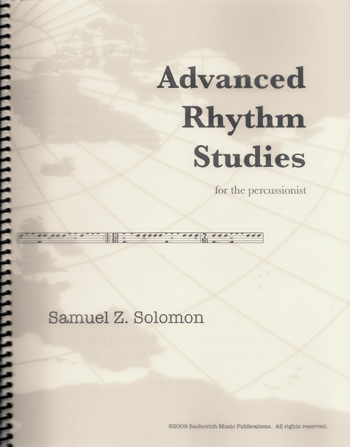 Advanced
Rhythm
Studies
for the percussionist
Samuel Z. Solomon
©2009 Bachovich Music Publications. All rights reserved.